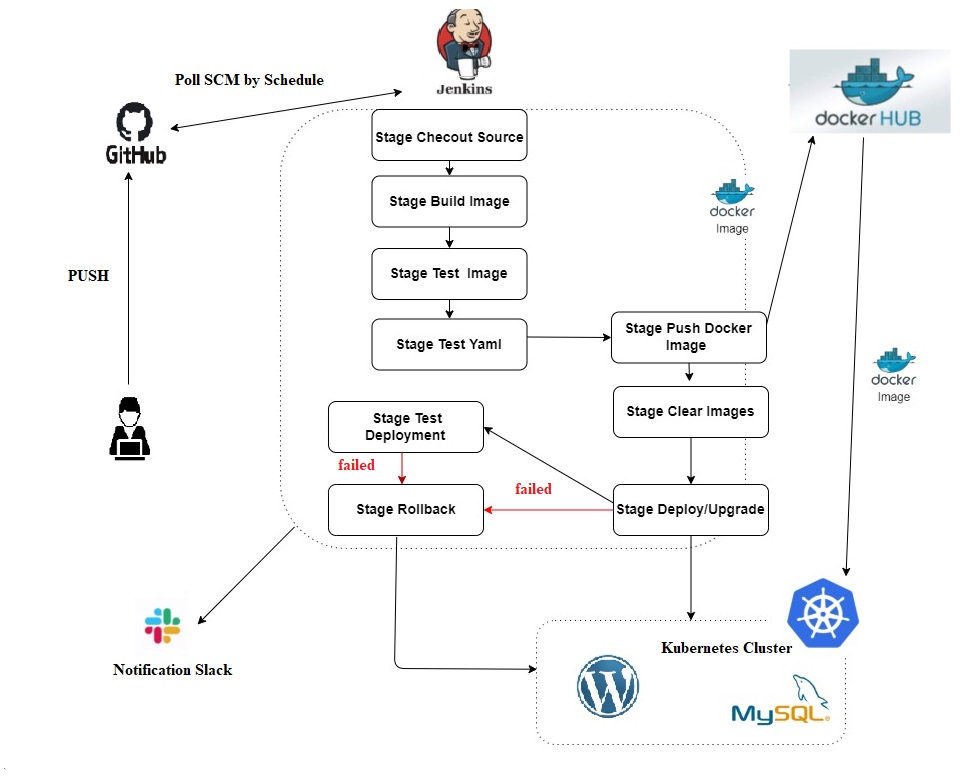 Jenkins
Poll SCM by Schedule
GitHub
docker HUB
Stage Checout Source
Stage Build Image
docker
Image
Stage Test Image
PUSH
Stage Push Docker
Image
Stage Test Yaml
docker
Image
Stage Clear Images
Stage Test
Deployment
failed
failed
Stage Rollback
Stage Deploy/Upgrade
Kubernetes Cluster
Notification Slack
W
MySQL®